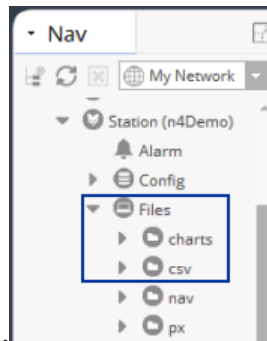 Nav
My Network
Station (n4Demo)
Alarm
Config
Files
charts
csv
nav
px